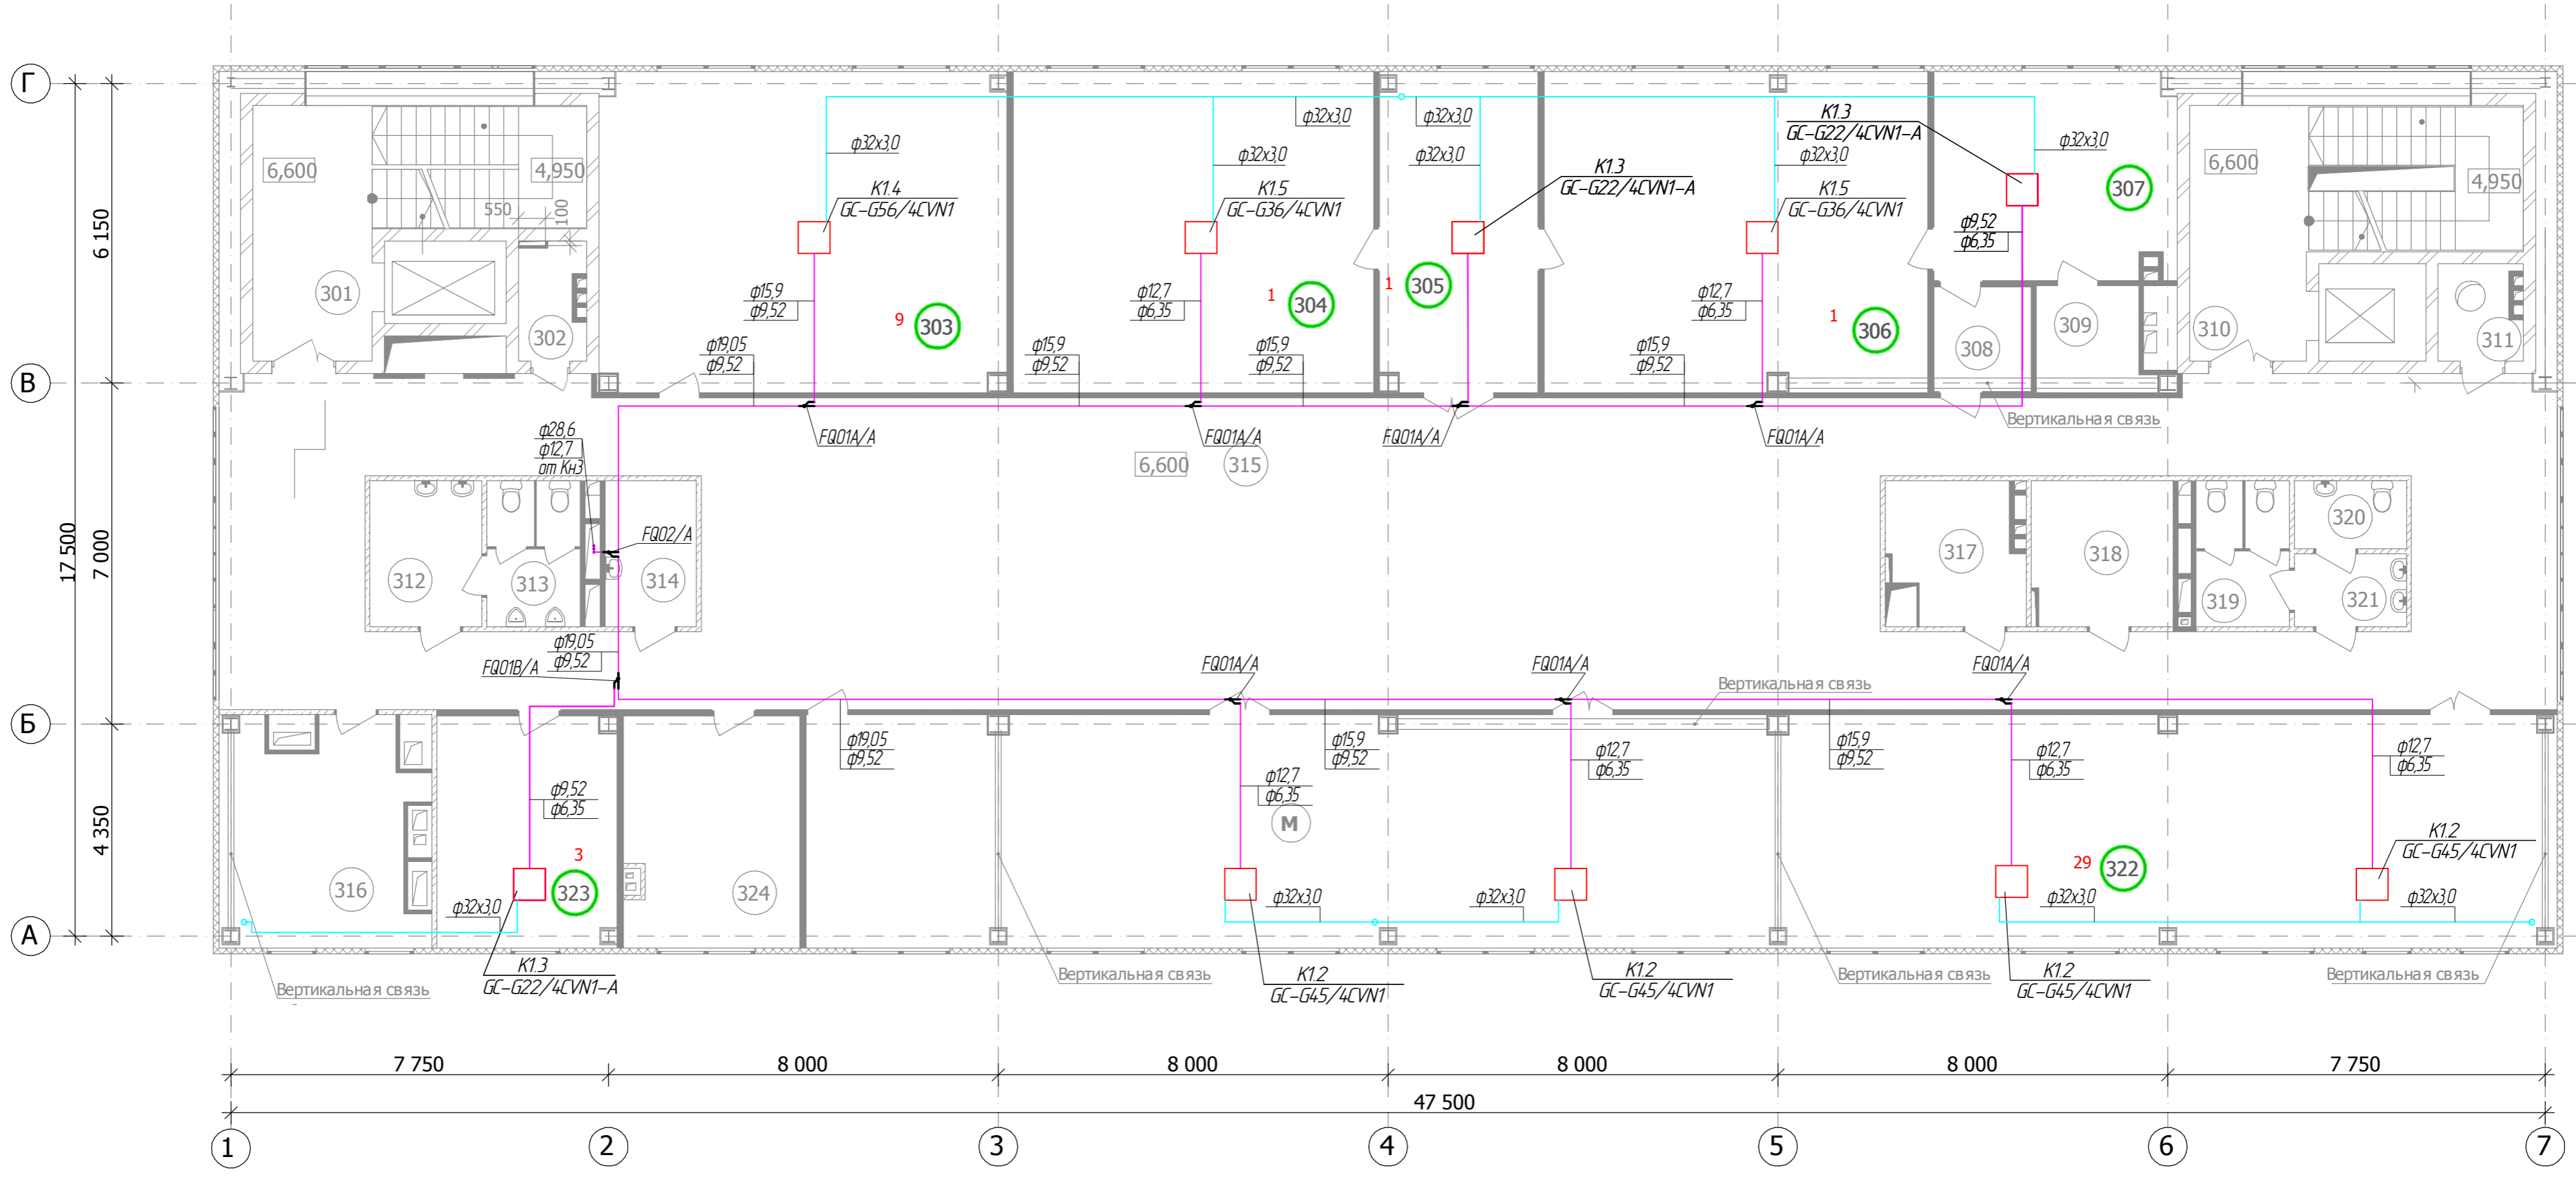 Г
В
Б
А
17 500
6 150
7 000
4 350
6,600
4,950
550
100
301
302
φ32х3,0
К1.4
GC-G56/4CVN1
φ15,9
φ9,52
9
303
φ19,05
φ9,52
φ32х3,0
φ32х3,0
К1.5
GC-G36/4CVN1
φ12,7
φ6,35
1
304
φ15,9
φ9,52
φ15,9
φ9,52
φ32х3,0
φ32х3,0
К1.3
GC-G22/4CVN1-А
1
305
К1.3
GC-G22/4CVN1-А
φ32х3,0
К1.5
GC-G36/4CVN1
φ12,7
φ6,35
1
306
φ15,9
φ9,52
φ32х3,0
307
φ9,52
φ6,35
308
309
6,600
4,950
310
311
Вертикальная связь
FQ01A/A
FQ01A/A
FQ01A/A
FQ01A/A
φ28,6
φ12,7
от Кн3
6,600
315
FQ02/A
312
313
314
317
318
319
320
321
φ19,05
φ9,52
FQ01B/A
FQ01A/A
FQ01A/A
FQ01A/A
Вертикальная связь
φ19,05
φ9,52
φ15,9
φ9,52
φ12,7
φ6,35
φ12,7
φ6,35
φ15,9
φ9,52
φ12,7
φ6,35
φ12,7
φ6,35
φ9,52
φ6,35
М
316
3
323
324
29
322
К1.2
GC-G45/4CVN1
φ32х3,0
φ32х3,0
φ32х3,0
φ32х3,0
φ32х3,0
К1.3
GC-G22/4CVN1-А
К1.2
GC-G45/4CVN1
К1.2
GC-G45/4CVN1
К1.2
GC-G45/4CVN1
Вертикальная связь
Вертикальная связь
Вертикальная связь
Вертикальная связь
7 750
8 000
8 000
8 000
8 000
7 750
47 500
1
2
3
4
5
6
7